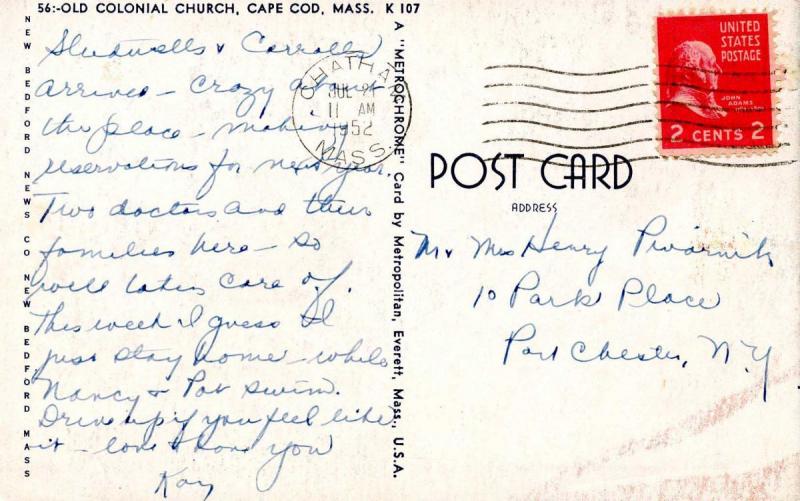 56:-OLD COLONIAL CHURCH, CAPE COD, MASS. K 107
NEW BEDFORD NEWS CO NEW BEDFORD MASS
Studwells & Carrolls
arrived - Crazy about
the place - making
reservations for next year.
Two doctors and their
families here - so
well taken care of.
This week I guess I'll
just stay home - while
Nancy & Pat swim.
Drive up if you feel like
it - love to have you
Kay
A "METROCHROME" Card by Metropolitan, Everett, Mass., U.S.A.
CHATHAM
JUL
11 AM
1952
MASS.
UNITED
STATES
POSTAGE
JOHN
ADAMS
2 CENTS 2
POST CARD
ADDRESS
Mr Mrs Henry
10 Park Place
Port Chester, N.Y